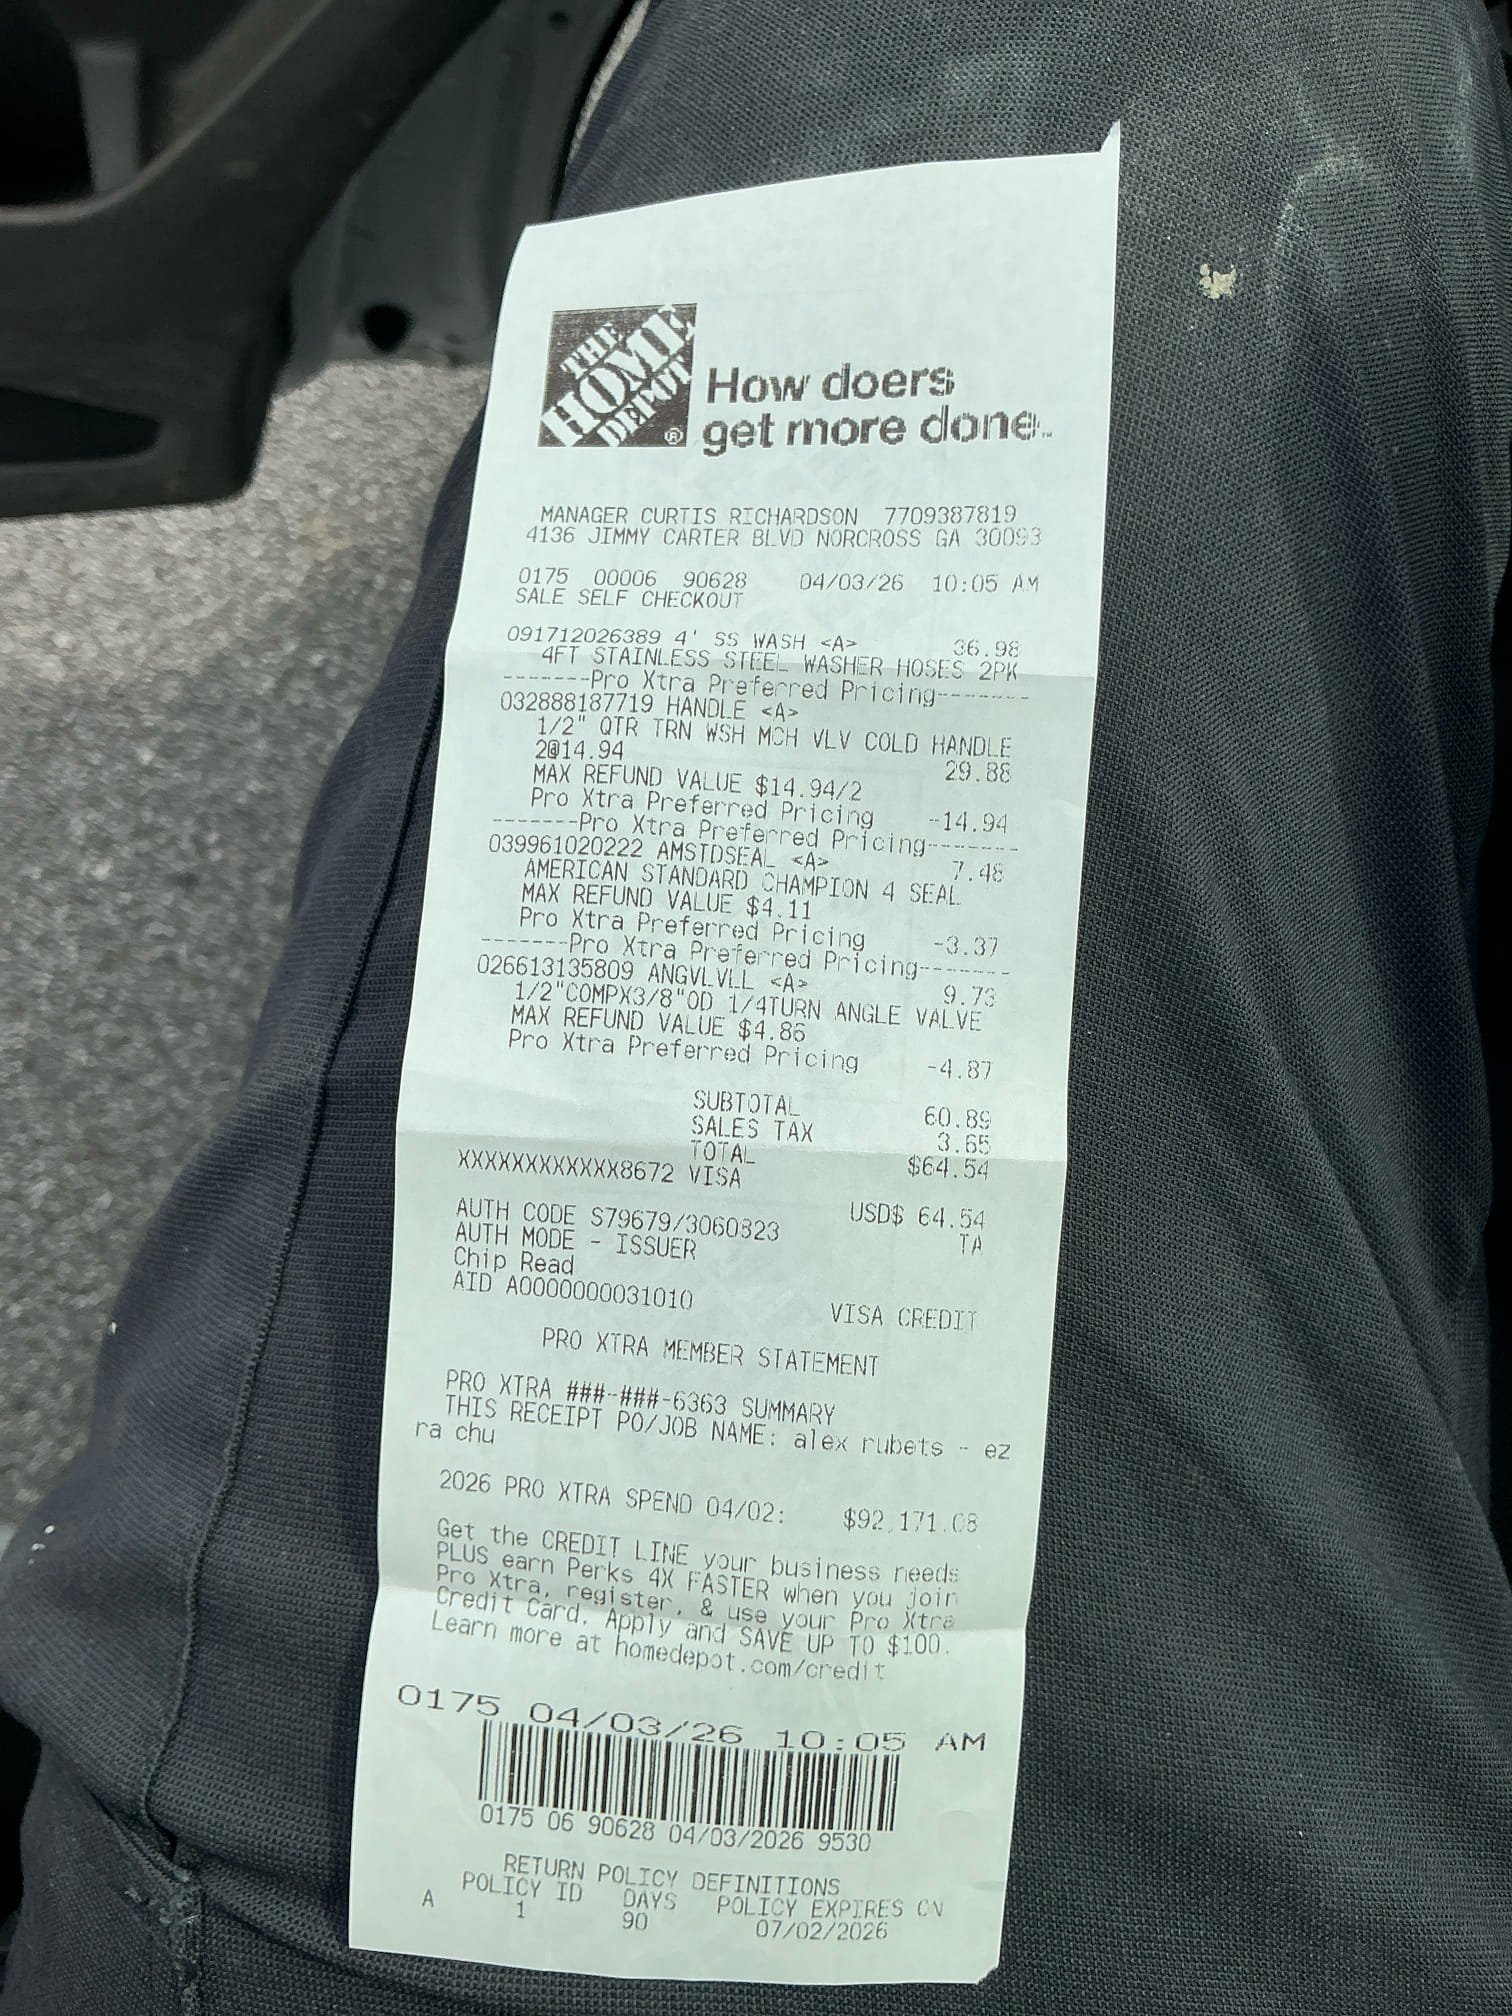 THE
HOME
DEPOT
®
How doers
get more done.
MANAGER CURTIS RICHARDSON 7709387819
4136 JIMMY CARTER BLVD NORCROSS GA 30093
0175 00006 90628 04/03/26 10:05 AM
SALE SELF CHECKOUT
091712026389 4' SS WASH <A> 36.98
4FT STAINLESS STEEL WASHER HOSES 2PK
-------Pro Xtra Preferred Pricing-------
032888187719 HANDLE <A>
1/2" QTR TRN WSH MCH VLV COLD HANDLE
2@14.94 29.88
MAX REFUND VALUE $14.94/2
Pro Xtra Preferred Pricing -14.94
-------Pro Xtra Preferred Pricing-------
039961020222 AMSTDSEAL <A> 7.48
AMERICAN STANDARD CHAMPION 4 SEAL
MAX REFUND VALUE $4.11
Pro Xtra Preferred Pricing -3.37
-------Pro Xtra Preferred Pricing-------
026613135809 ANGVLVLL <A> 9.73
1/2"COMPX3/8"OD 1/4TURN ANGLE VALVE
MAX REFUND VALUE $4.86
Pro Xtra Preferred Pricing -4.87
SUBTOTAL 60.89
SALES TAX 3.65
TOTAL $64.54
XXXXXXXXXXXX8672 VISA
USD$ 64.54
AUTH CODE S79679/3060823 TA
AUTH MODE - ISSUER
Chip Read
AID A0000000031010 VISA CREDIT
PRO XTRA MEMBER STATEMENT
PRO XTRA ###-###-6363 SUMMARY
THIS RECEIPT PO/JOB NAME: alex rubets - ez
ra chu
2026 PRO XTRA SPEND 04/02: $92,171.08
Get the CREDIT LINE your business needs
PLUS earn Perks 4X FASTER when you join
Pro Xtra, register, & use your Pro Xtra
Credit Card. Apply and SAVE UP TO $100.
Learn more at homedepot.com/credit
0175 04/03/26 10:05 AM
0175 06 90628 04/03/2026 9530
RETURN POLICY DEFINITIONS
POLICY ID DAYS POLICY EXPIRES ON
A 1 90 07/02/2026